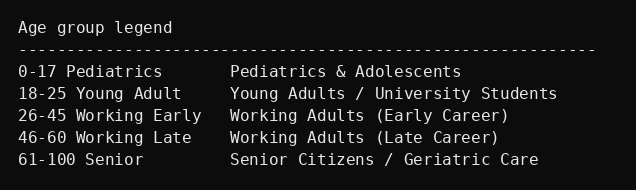 Age group legend
------------------------------------------------------------
0-17 Pediatrics       Pediatrics & Adolescents
18-25 Young Adult     Young Adults / University Students
26-45 Working Early   Working Adults (Early Career)
46-60 Working Late    Working Adults (Late Career)
61-100 Senior         Senior Citizens / Geriatric Care